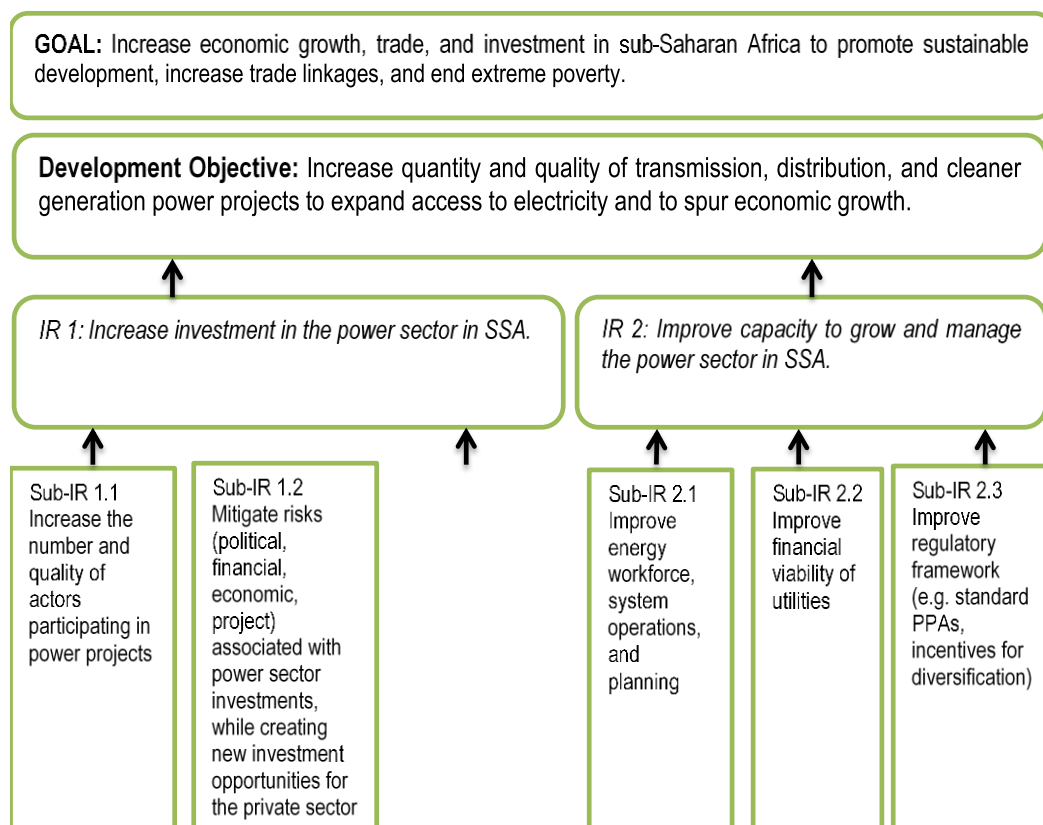 GOAL: Increase economic growth, trade, and investment in sub-Saharan Africa to promote sustainable
development, increase trade linkages, and end extreme poverty.
Development Objective: Increase quantity and quality of transmission, distribution, and cleaner
generation power projects to expand access to electricity and to spur economic growth.
IR 1: Increase investment in the power sector in SSA.
IR 2: Improve capacity to grow and manage
the power sector in SSA.
Sub-IR 1.1
Increase the
number and
quality of
actors
participating in
power projects
Sub-IR 1.2
Mitigate risks
(political,
financial,
economic,
project)
associated with
power sector
investments,
while creating
new investment
opportunities for
the private sector
Sub-IR 2.1
Improve
energy
workforce,
system
operations,
and
planning
Sub-IR 2.2
Improve
financial
viability of
utilities
Sub-IR 2.3
Improve
regulatory
framework
(e.g. standard
PPAs,
incentives for
diversification)